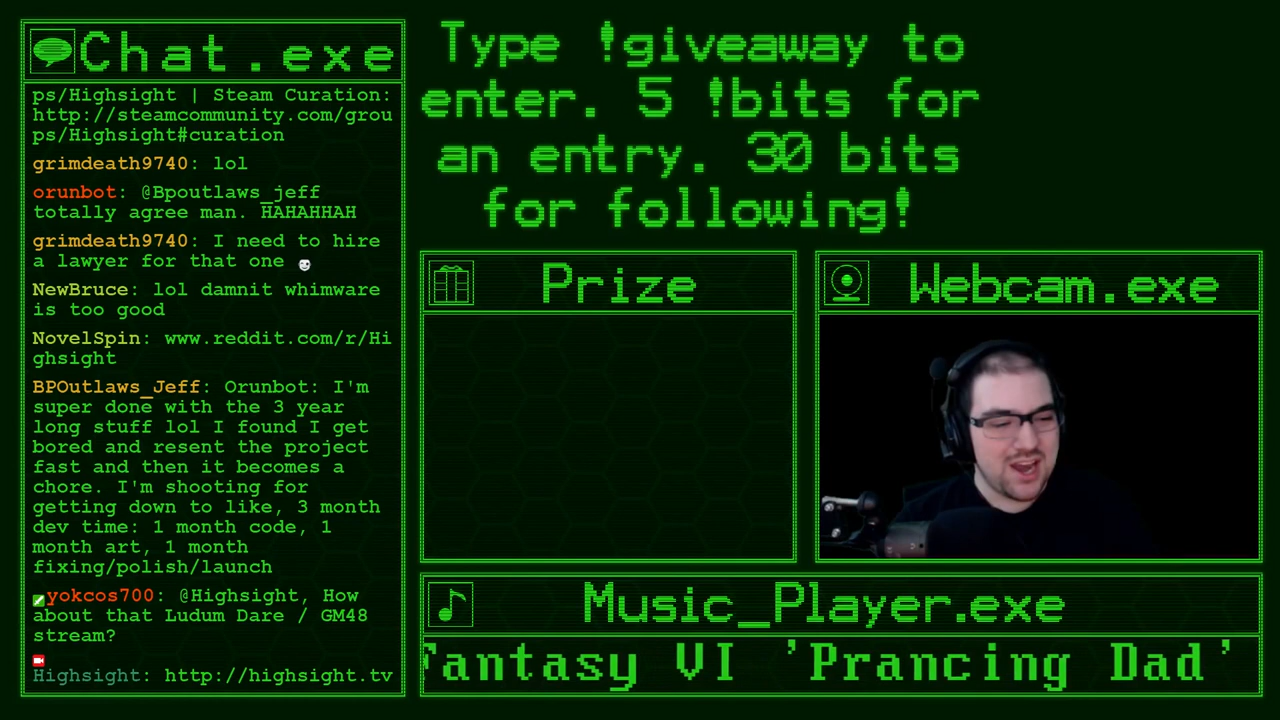 Chat.exe
ps/Highsight | Steam Curation:
http://steamcommunity.com/grou
ps/Highsight#curation
grimdeath9740: lol
orunbot: @Bpoutlaws_jeff
totally agree man. HAHAHHAH
grimdeath9740: I need to hire
a lawyer for that one
NewBruce: lol damnit whimware
is too good
NovelSpin: www.reddit.com/r/Hi
ghsight
BPOutlaws_Jeff: Orunbot: I'm
super done with the 3 year
long stuff lol I found I get
bored and resent the project
fast and then it becomes a
chore. I'm shooting for
getting down to like, 3 month
dev time: 1 month code, 1
month art, 1 month
fixing/polish/launch
yokcos700: @Highsight, How
about that Ludum Dare / GM48
stream?
Highsight: http://highsight.tv
Type !giveaway to
enter. 5 !bits for
an entry. 30 bits
for following!
Prize
Webcam.exe
Music_Player.exe
Fantasy VI 'Prancing Dad'